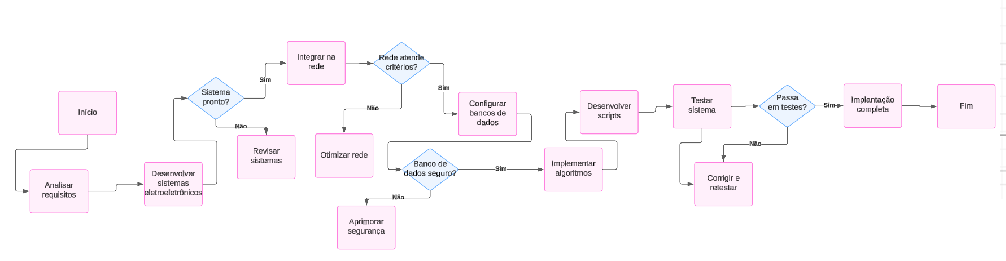 Início
Analisar
requisitos
Desenvolver
sistemas
eletroeletrônicos
Sistema
pronto?
Sim
Não
Revisar
sistemas
Integrar na
rede
Rede atende
critérios?
Sim
Não
Otimizar rede
Configurar
bancos de
dados
Banco de
dados seguro?
Sim
Não
Aprimorar
segurança
Implementar
algoritmos
Desenvolver
scripts
Testar
sistema
Passa
em testes?
Sim
Não
Corrigir e
retestar
Implantação
completa
Fim